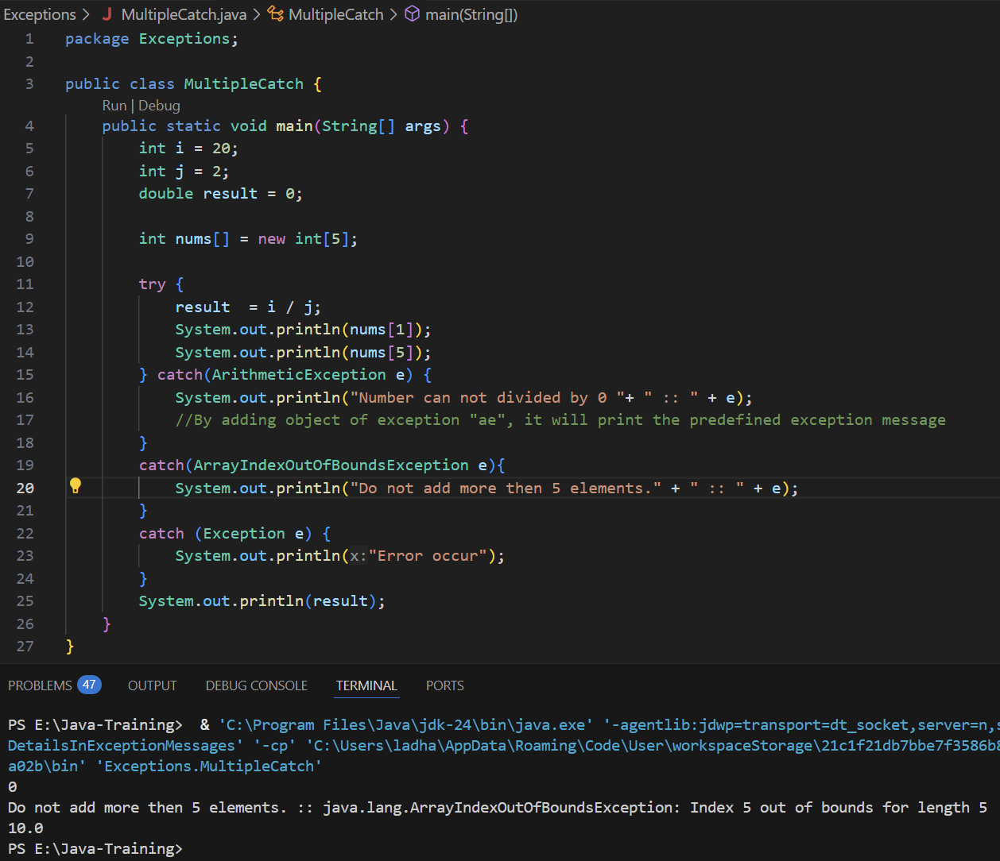 Exceptions > J MultipleCatch.java > MultipleCatch > main(String[])
1 package Exceptions;
2
3 public class MultipleCatch {
Run | Debug
4 public static void main(String[] args) {
5 int i = 20;
6 int j = 2;
7 double result = 0;
8
9 int nums[] = new int[5];
10
11 try {
12 result  = i / j;
13 System.out.println(nums[1]);
14 System.out.println(nums[5]);
15 } catch(ArithmeticException e) {
16 System.out.println("Number can not divided by 0 "+ " :: " + e);
17 //By adding object of exception "ae", it will print the predefined exception message
18 }
19 catch(ArrayIndexOutOfBoundsException e){
20 System.out.println("Do not add more then 5 elements." + " :: " + e);
21 }
22 catch (Exception e) {
23 System.out.println(x:"Error occur");
24 }
25 System.out.println(result);
26 }
27 }
PROBLEMS 47 OUTPUT DEBUG CONSOLE TERMINAL PORTS
PS E:\Java-Training>  & 'C:\Program Files\Java\jdk-24\bin\java.exe' '-agentlib:jdwp=transport=dt_socket,server=n,s
DetailsInExceptionMessages' '-cp' 'C:\Users\ladha\AppData\Roaming\Code\User\workspaceStorage\21c1f21db7bbe7f3586b8
a02b\bin' 'Exceptions.MultipleCatch'
0
Do not add more then 5 elements. :: java.lang.ArrayIndexOutOfBoundsException: Index 5 out of bounds for length 5
10.0
PS E:\Java-Training>